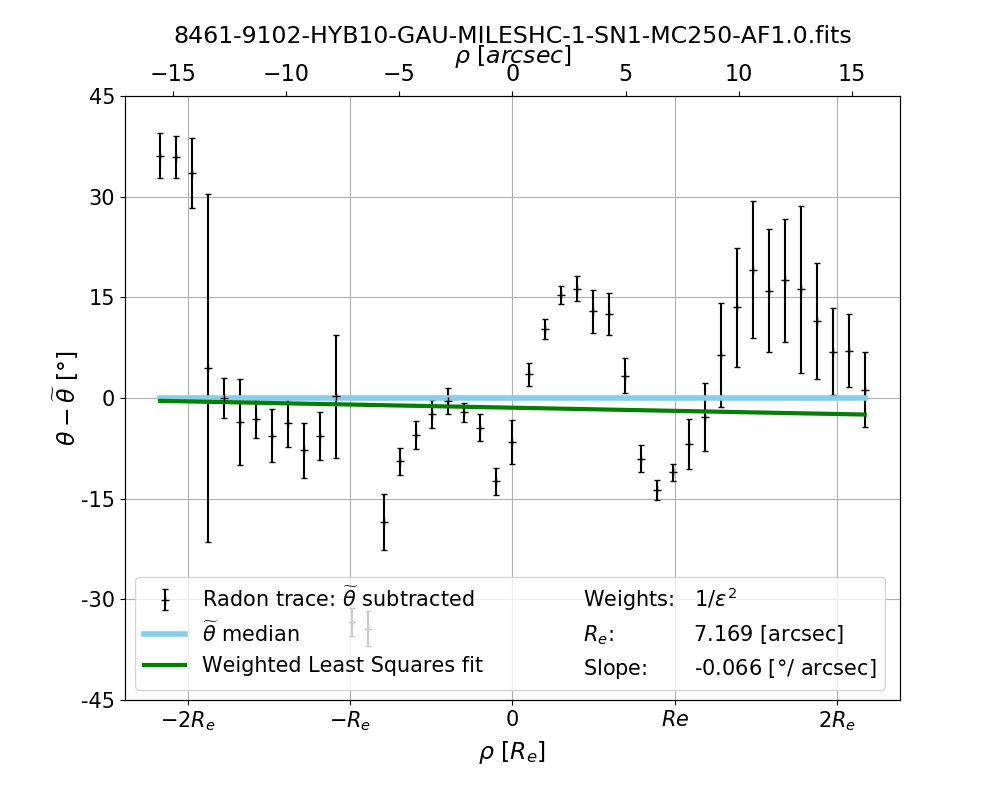 8461-9102-HYB10-GAU-MILESHC-1-SN1-MC250-AF1.0.fits
ρ [arcsec]
−15 −10 −5 0 5 10 15
45
30
15
0
-15
-30
-45
θ − θ̃ [°]
Radon trace: θ̃ subtracted
θ̃ median
Weighted Least Squares fit
Weights: 1/ε²
Rₑ: 7.169 [arcsec]
Slope: -0.066 [°/ arcsec]
−2Rₑ −Rₑ 0 Re 2Rₑ
ρ [Rₑ]